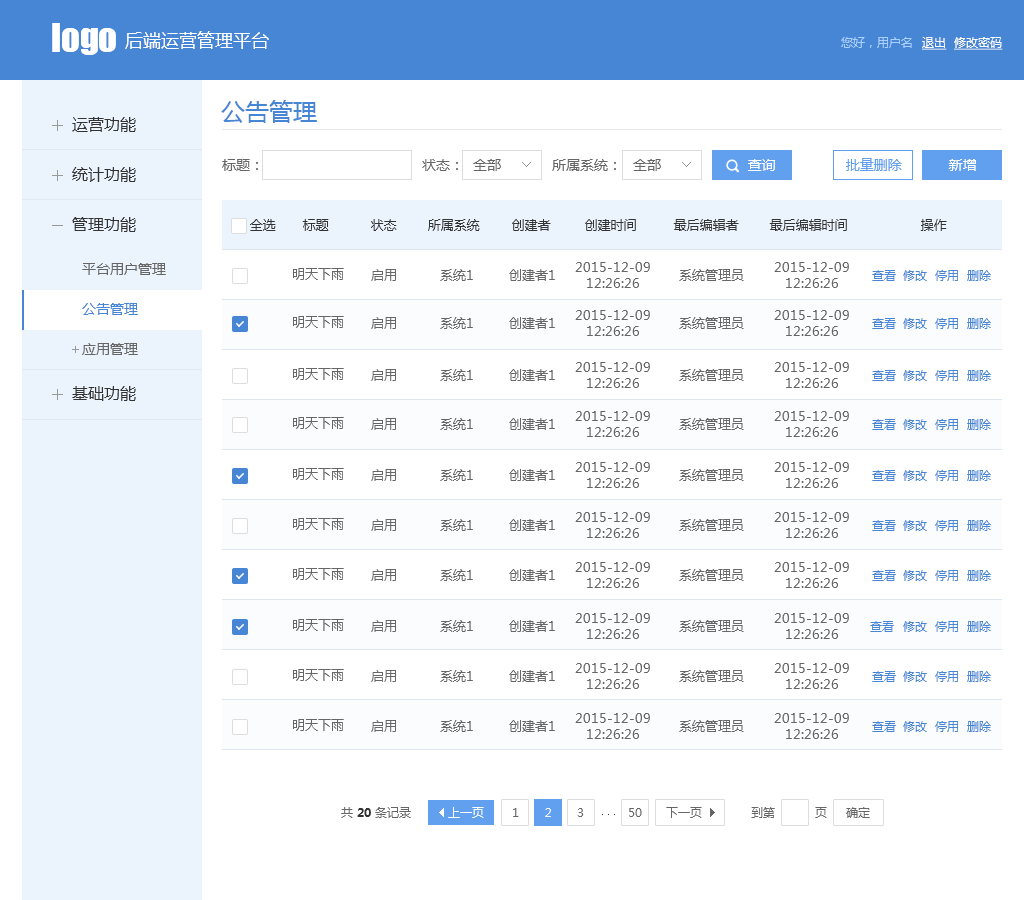 logo 后端运营管理平台
您好，用户名 退出 修改密码
+ 运营功能
+ 统计功能
— 管理功能
平台用户管理
公告管理
+ 应用管理
+ 基础功能
公告管理
标题： 状态： 全部 所属系统： 全部 查询 批量删除 新增
全选 标题 状态 所属系统 创建者 创建时间 最后编辑者 最后编辑时间 操作
明天下雨 启用 系统1 创建者1 2015-12-09 12:26:26 系统管理员 2015-12-09 12:26:26 查看 修改 停用 删除
明天下雨 启用 系统1 创建者1 2015-12-09 12:26:26 系统管理员 2015-12-09 12:26:26 查看 修改 停用 删除
明天下雨 启用 系统1 创建者1 2015-12-09 12:26:26 系统管理员 2015-12-09 12:26:26 查看 修改 停用 删除
明天下雨 启用 系统1 创建者1 2015-12-09 12:26:26 系统管理员 2015-12-09 12:26:26 查看 修改 停用 删除
明天下雨 启用 系统1 创建者1 2015-12-09 12:26:26 系统管理员 2015-12-09 12:26:26 查看 修改 停用 删除
明天下雨 启用 系统1 创建者1 2015-12-09 12:26:26 系统管理员 2015-12-09 12:26:26 查看 修改 停用 删除
明天下雨 启用 系统1 创建者1 2015-12-09 12:26:26 系统管理员 2015-12-09 12:26:26 查看 修改 停用 删除
明天下雨 启用 系统1 创建者1 2015-12-09 12:26:26 系统管理员 2015-12-09 12:26:26 查看 修改 停用 删除
明天下雨 启用 系统1 创建者1 2015-12-09 12:26:26 系统管理员 2015-12-09 12:26:26 查看 修改 停用 删除
明天下雨 启用 系统1 创建者1 2015-12-09 12:26:26 系统管理员 2015-12-09 12:26:26 查看 修改 停用 删除
共 20 条记录 上一页 1 2 3 ... 50 下一页 到第 页 确定